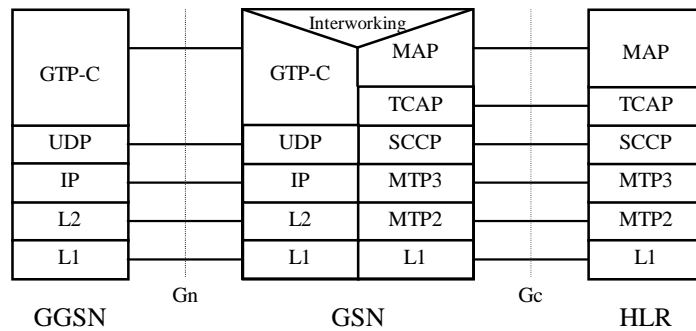 Interworking
GTP-C GTP-C MAP MAP
TCAP TCAP
UDP UDP SCCP SCCP
IP IP MTP3 MTP3
L2 L2 MTP2 MTP2
L1 L1 L1 L1
Gn Gc
GGSN GSN HLR